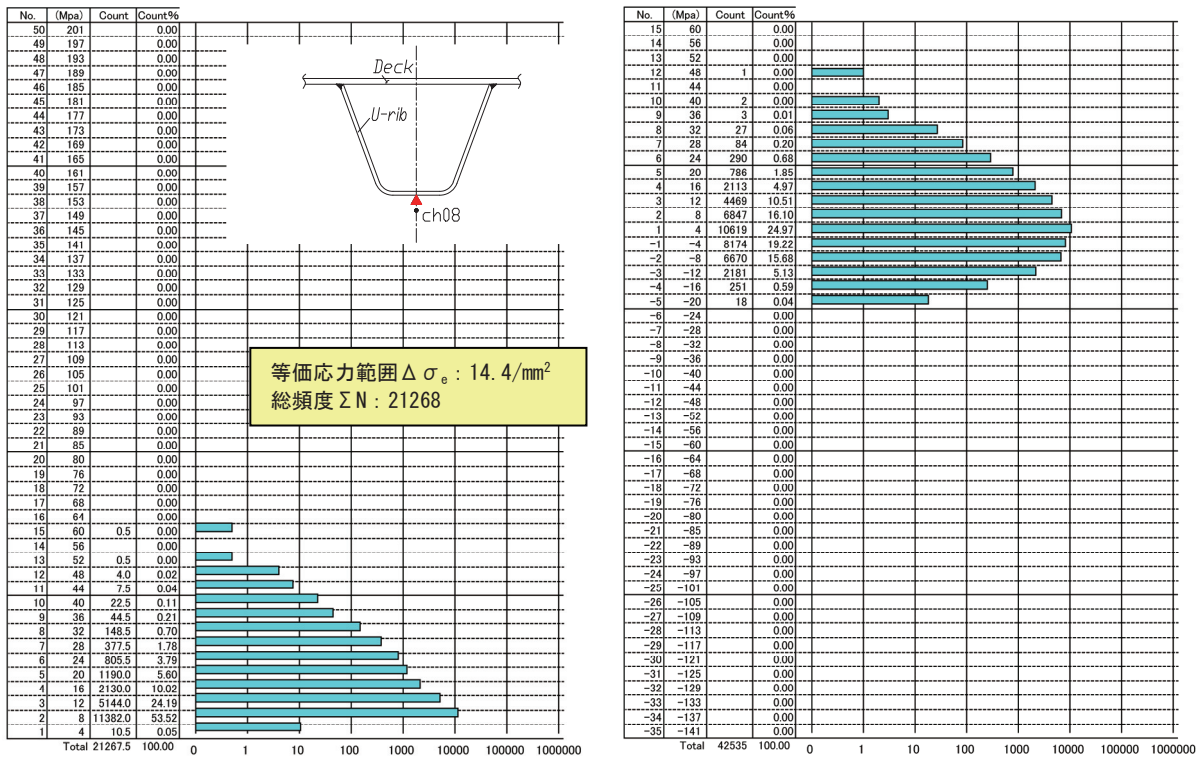 No. (Mpa) Count Count%
50 201 0.00
49 197 0.00
48 193 0.00
47 189 0.00
46 185 0.00
45 181 0.00
44 177 0.00
43 173 0.00
42 169 0.00
41 165 0.00
40 161 0.00
39 157 0.00
38 153 0.00
37 149 0.00
36 145 0.00
35 141 0.00
34 137 0.00
33 133 0.00
32 129 0.00
31 125 0.00
30 121 0.00
29 117 0.00
28 113 0.00
27 109 0.00
26 105 0.00
25 101 0.00
24 97 0.00
23 93 0.00
22 89 0.00
21 85 0.00
20 80 0.00
19 76 0.00
18 72 0.00
17 68 0.00
16 64 0.00
15 60 0.5 0.00
14 56 0.00
13 52 0.5 0.00
12 48 4.0 0.02
11 44 7.5 0.04
10 40 22.5 0.11
9 36 44.5 0.21
8 32 148.5 0.70
7 28 377.5 1.78
6 24 805.5 3.79
5 20 1190.0 5.60
4 16 2130.0 10.02
3 12 5144.0 24.19
2 8 11382.0 53.52
1 4 10.5 0.05
Total 21267.5 100.00
0 1 10 100 1000 10000 100000 1000000
Deck
U-rib
ch08
等価応力範囲Δσe：14.4/mm²
総頻度ΣN：21268
No. (Mpa) Count Count%
15 60 0.00
14 56 0.00
13 52 0.00
12 48 1 0.00
11 44 0.00
10 40 2 0.00
9 36 3 0.01
8 32 27 0.06
7 28 84 0.20
6 24 290 0.68
5 20 786 1.85
4 16 2113 4.97
3 12 4469 10.51
2 8 6847 16.10
1 4 10619 24.97
-1 -4 8174 19.22
-2 -8 6670 15.68
-3 -12 2181 5.13
-4 -16 251 0.59
-5 -20 18 0.04
-6 -24 0.00
-7 -28 0.00
-8 -32 0.00
-9 -36 0.00
-10 -40 0.00
-11 -44 0.00
-12 -48 0.00
-13 -52 0.00
-14 -56 0.00
-15 -60 0.00
-16 -64 0.00
-17 -68 0.00
-18 -72 0.00
-19 -76 0.00
-20 -80 0.00
-21 -85 0.00
-22 -89 0.00
-23 -93 0.00
-24 -97 0.00
-25 -101 0.00
-26 -105 0.00
-27 -109 0.00
-28 -113 0.00
-29 -117 0.00
-30 -121 0.00
-31 -125 0.00
-32 -129 0.00
-33 -133 0.00
-34 -137 0.00
-35 -141 0.00
Total 42535 100.00
0 1 10 100 1000 10000 100000 1000000